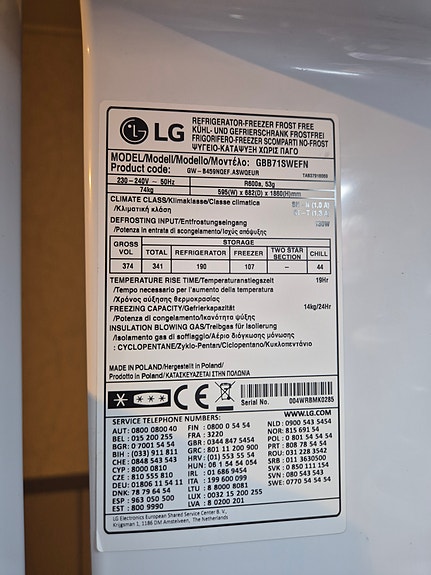 LG
REFRIGERATOR-FREEZER FROST FREE
KÜHL- UND GEFRIERSCHRANK FROSTFREI
FRIGORIFERO-FREEZER SCOMPARTI NO-FROST
ΨΥΓΕΙΟ-ΚΑΤΑΨΥΞΗ ΧΩΡΙΣ ΠΑΓΟ
MODEL/Modell/Modello/Μοντέλο: GBB71SWEFN
Product code: GW-B459NQEF.ASWQEUR
230-240V~ 50Hz R600a, 53g
74kg 595(W) x 682(D) x 1860(H)mm
CLIMATE CLASS/Klimaklasse/Classe climatica (1,0 A)
/Κλιματική κλάση (1,3 A)
DEFROSTING INPUT/Entfrostungseingang 130W
/Potenza in entrata di scongelamento/Ισχύς απόψυξης
GROSS VOL STORAGE
TOTAL REFRIGERATOR FREEZER TWO STAR SECTION CHILL
374 341 190 107 – 44
TEMPERATURE RISE TIME/Temperaturanstiegszeit 19Hr
/Tempo necessario per l'aumento della temperatura
/Χρόνος αύξησης θερμοκρασίας
FREEZING CAPACITY/Gefrierkapazität 14kg/24Hr
/Potenza di congelamento/Ικανότητα ψύξης
INSULATION BLOWING GAS/Treibgas für Isolierung
/Isolamento gas di soffiaggio/Αέριο διόγκωσης μόνωσης
: CYCLOPENTANE/Zyklo-Pentan/Ciclopentano/Κυκλοπεντάνιο
MADE IN POLAND/Hergestellt in Poland
Prodotto in Poland/ΚΑΤΑΣΚΕΥΑΖΕΤΑΙ ΣΤΗΝ ΠΟΛΩΝΙΑ
CE
Serial No. 004WRBMK0285
SERVICE TELEPHONE NUMBERS: WWW.LG.COM
AUT: 0800 0800 40 FIN : 0800 0 54 54 NLD : 0900 543 5454
BEL : 015 200 255 FRA : 3220 NOR: 815 691 54
BGR: 0 7001 54 54 GBR : 0344 847 5454 POL : 0 801 54 54 54
BIH : (033) 911 811 GRC : 801 11 200 900 PRT : 808 78 54 54
CHE : 0848 543 543 HRV : (01) 553 55 54 ROU : 031 228 3542
CYP : 8000 0810 HUN : 06 1 54 54 054 SRB : 011 3630500
CZE : 810 555 810 IRL : 01 686 9454 SVK : 0 850 111 154
DEU: 01806 11 54 11 ITA : 199 600 099 SVN : 080 543 5454
DNK: 78 79 64 54 LTU : 8 8000 8081 SWE: 0770 54 54 54
ESP : 963 050 500 LUX : 0032 15 200 255
EST : 800 9990 LVA : 8 0200 201
LG Electronics European Shared Service Center B. V.
Krijgsman 1, 1186 DM Amstelveen, The Netherlands